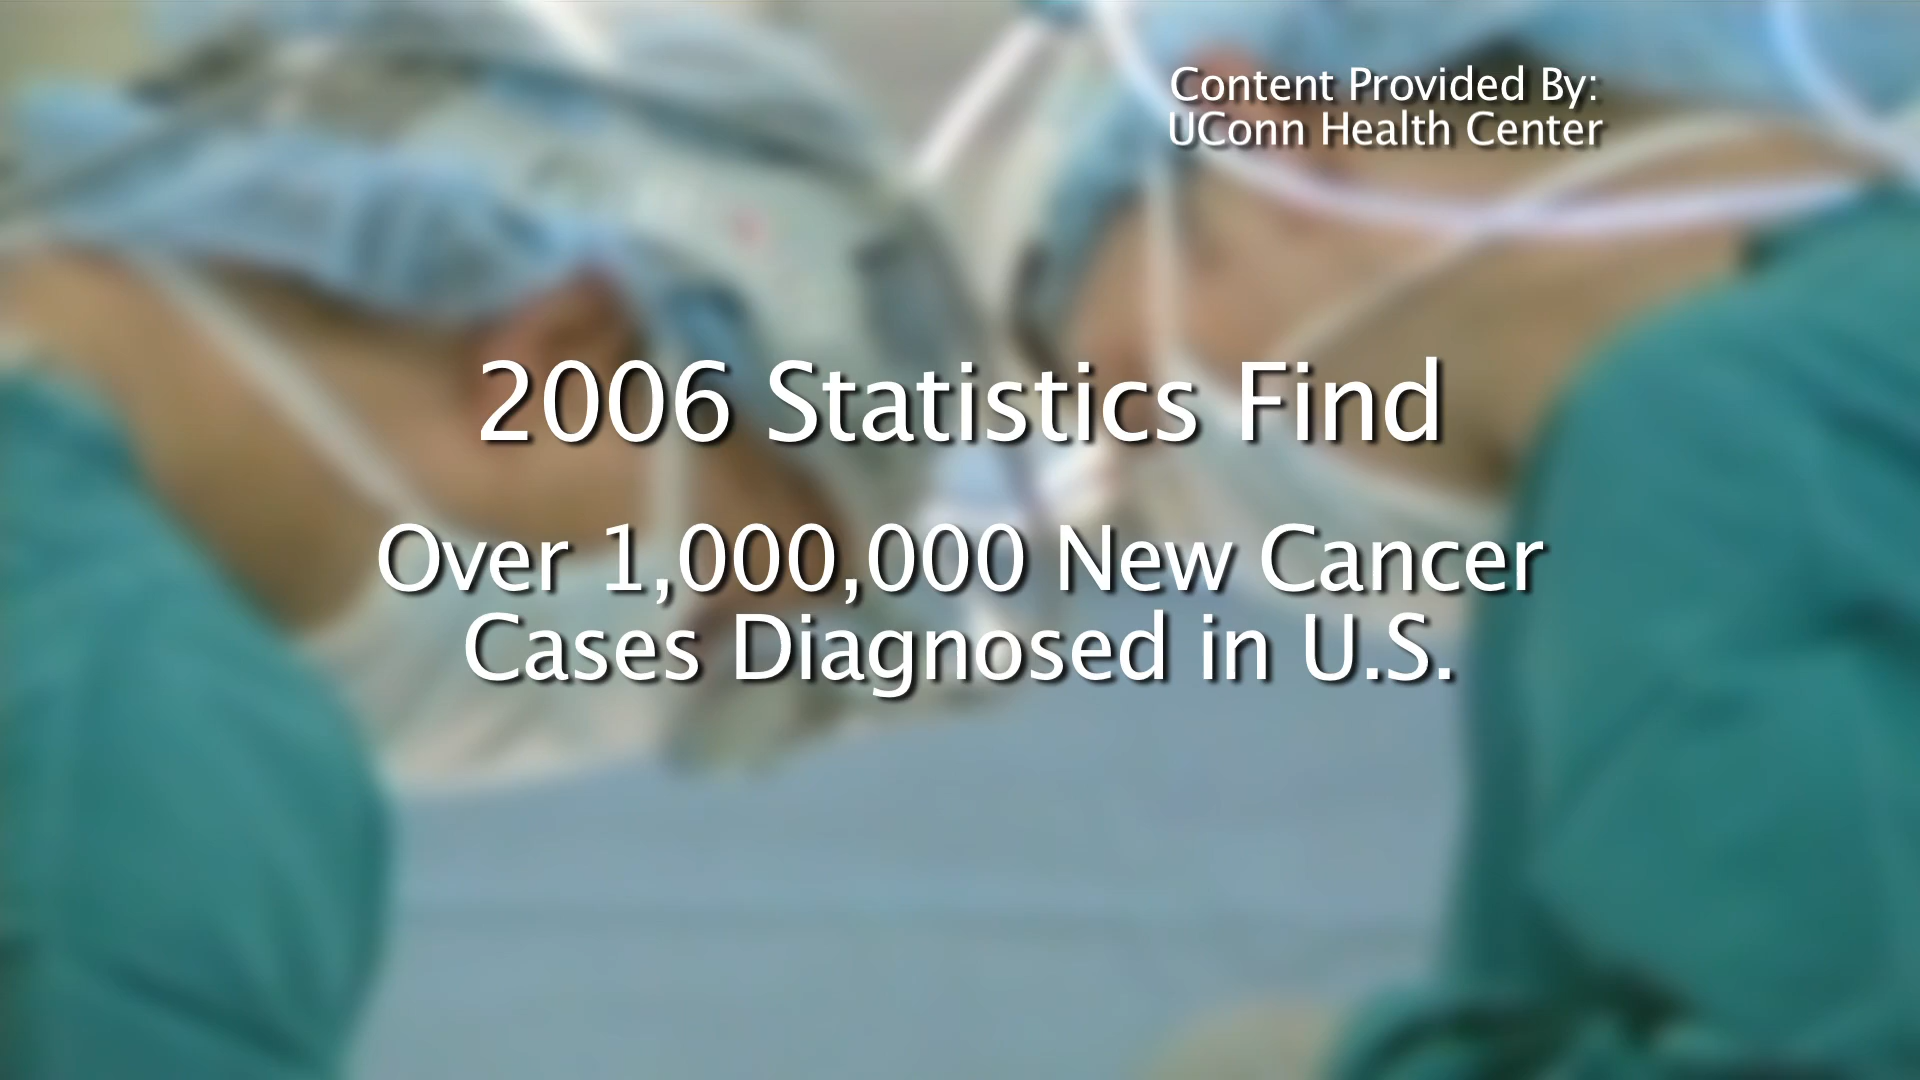 Content Provided By:
UConn Health Center
2006 Statistics Find
Over 1,000,000 New Cancer
Cases Diagnosed in U.S.